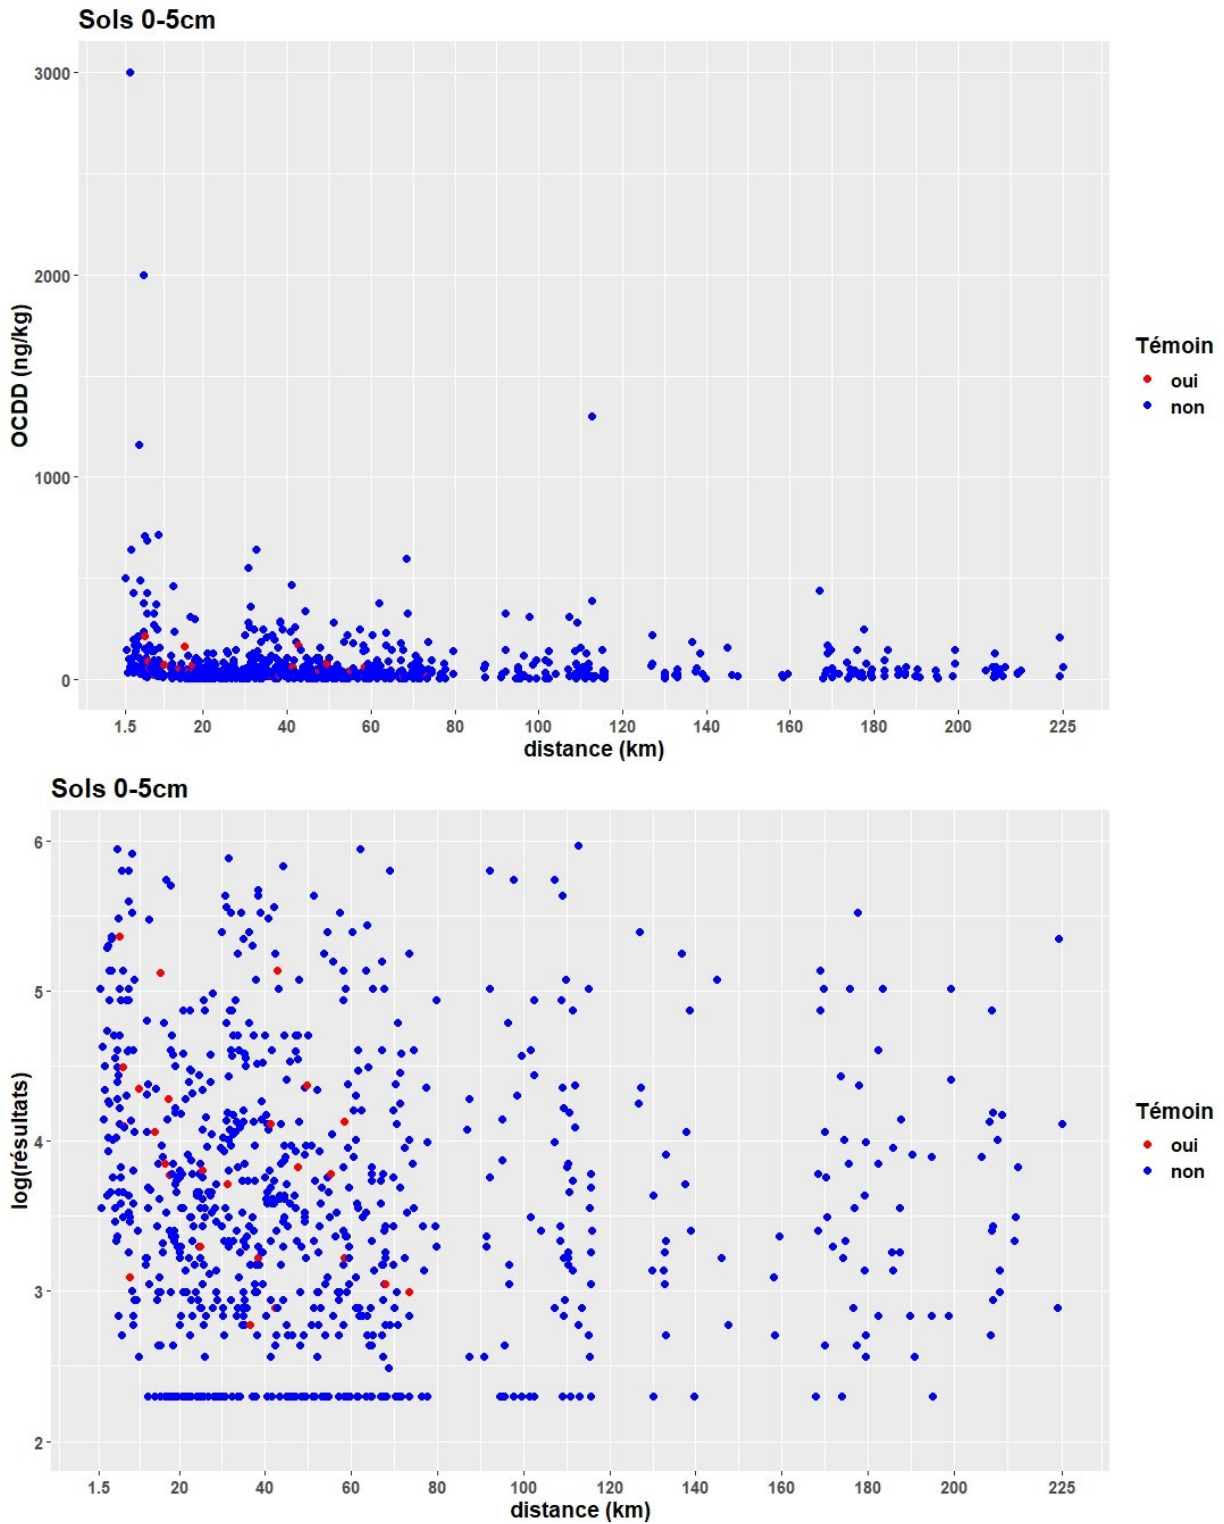 Sols 0-5cm
3000
2000
1000
0
OCDD (ng/kg)
1.5 20 40 60 80 100 120 140 160 180 200 225
distance (km)
Témoin
oui
non
Sols 0-5cm
6
5
4
3
2
log(résultats)
1.5 20 40 60 80 100 120 140 160 180 200 225
distance (km)
Témoin
oui
non